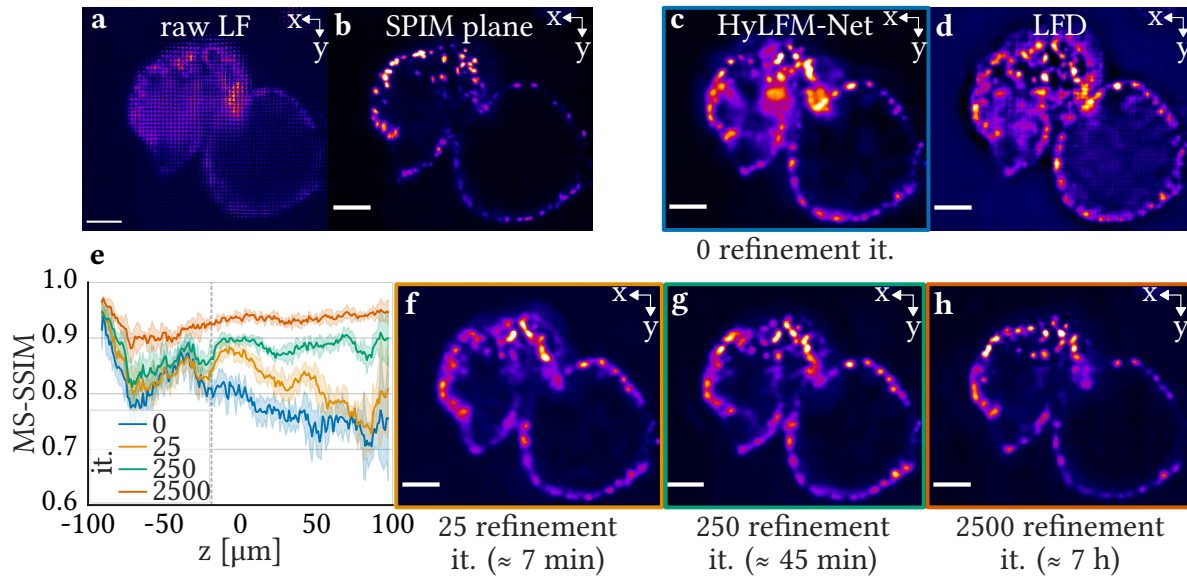 a
raw LF
x
y
b
SPIM plane
x
y
c
HyLFM-Net
x
y
d
LFD
x
y
0 refinement it.
e
1.0
0.9
0.8
0.7
0.6
MS-SSIM
it.
0
25
250
2500
-100
-50
0
50
100
z [µm]
f
x
y
25 refinement
it. (≈ 7 min)
g
x
y
250 refinement
it. (≈ 45 min)
h
x
y
2500 refinement
it. (≈ 7 h)